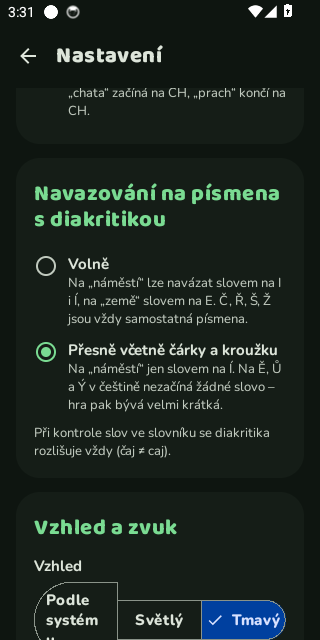 3:31
Nastavení
„chata“ začíná na CH, „prach“ končí na
CH.
Navazování na písmena
s diakritikou
Volně
Na „náměstí“ lze navázat slovem na I
i Í, na „země“ slovem na E. Č, Ř, Š, Ž
jsou vždy samostatná písmena.
Přesně včetně čárky a kroužku
Na „náměstí“ jen slovem na Í. Na Ě, Ů
a Ý v češtině nezačíná žádné slovo –
hra pak bývá velmi krátká.
Při kontrole slov ve slovníku se diakritika
rozlišuje vždy (čaj ≠ caj).
Vzhled a zvuk
Vzhled
Podle
systém
Světlý
Tmavý